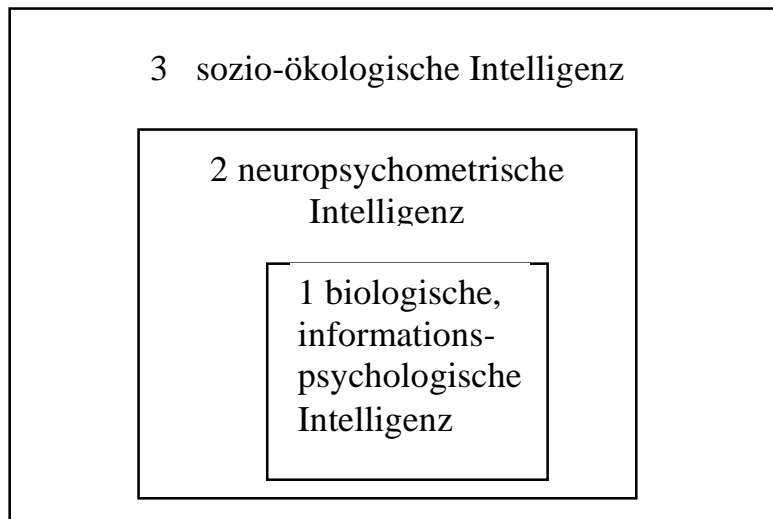 3 sozio-ökologische Intelligenz
2 neuropsychometrische
Intelligenz
1 biologische,
informations-
psychologische
Intelligenz